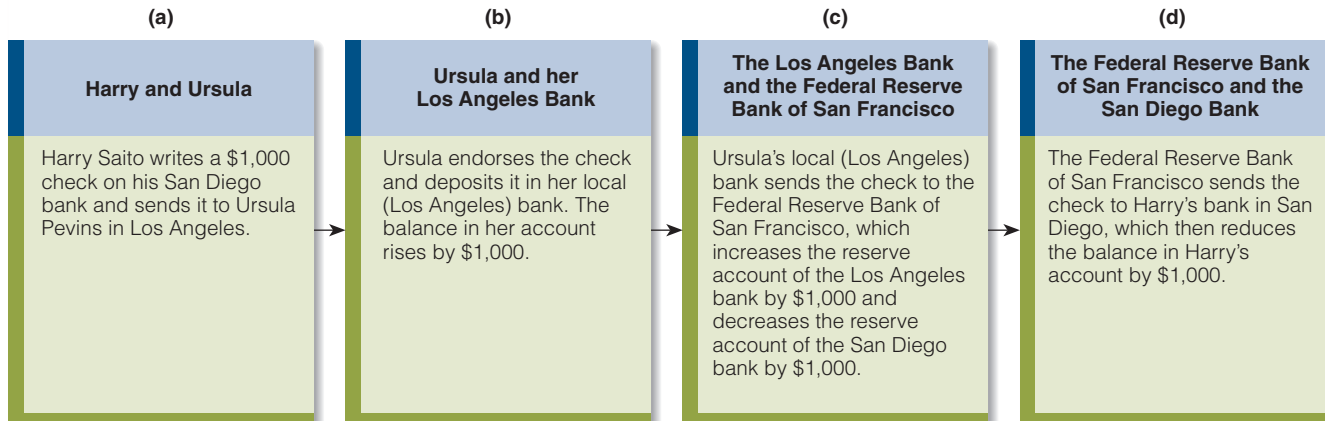 (a)
Harry and Ursula
Harry Saito writes a $1,000
check on his San Diego
bank and sends it to Ursula
Pevins in Los Angeles.
(b)
Ursula and her
Los Angeles Bank
Ursula endorses the check
and deposits it in her local
(Los Angeles) bank. The
balance in her account
rises by $1,000.
(c)
The Los Angeles Bank
and the Federal Reserve
Bank of San Francisco
Ursula’s local (Los Angeles)
bank sends the check to the
Federal Reserve Bank of
San Francisco, which
increases the reserve
account of the Los Angeles
bank by $1,000 and
decreases the reserve
account of the San Diego
bank by $1,000.
(d)
The Federal Reserve Bank
of San Francisco and the
San Diego Bank
The Federal Reserve Bank
of San Francisco sends the
check to Harry’s bank in San
Diego, which then reduces
the balance in Harry’s
account by $1,000.